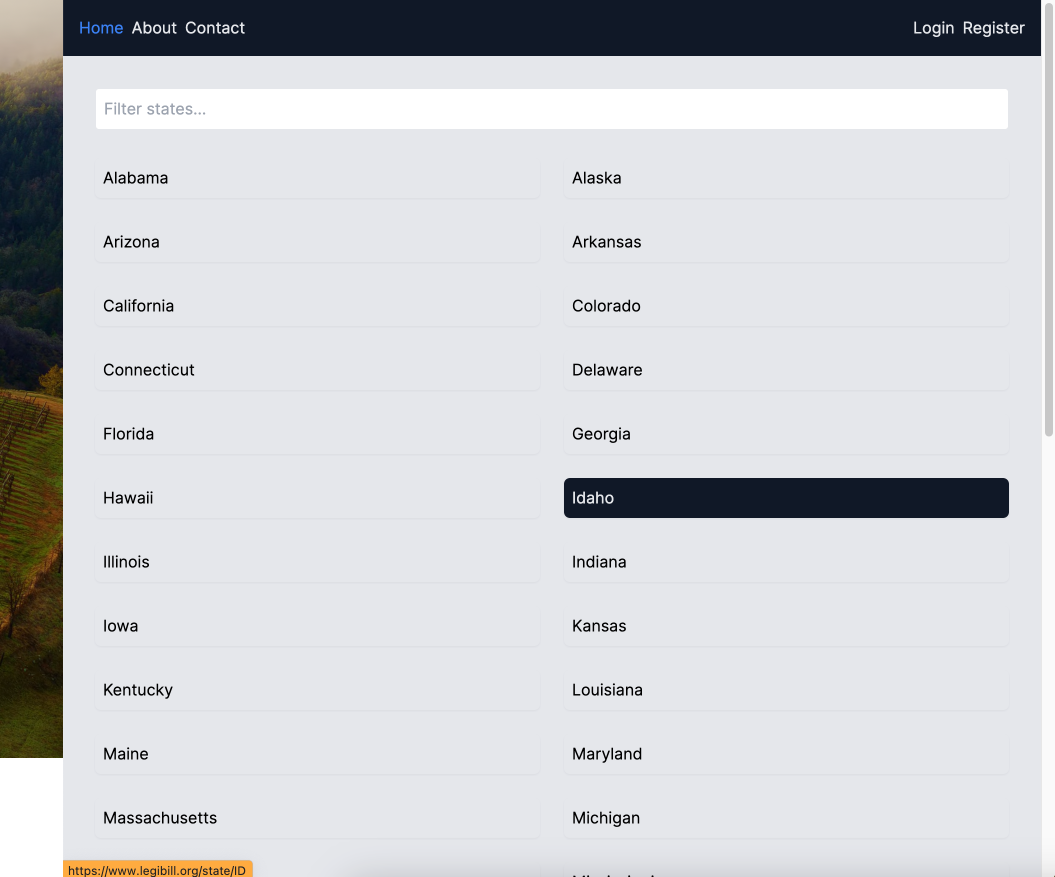 Home About Contact Login Register
Filter states...
Alabama Alaska
Arizona Arkansas
California Colorado
Connecticut Delaware
Florida Georgia
Hawaii Idaho
Illinois Indiana
Iowa Kansas
Kentucky Louisiana
Maine Maryland
Massachusetts Michigan
https://www.legibill.org/state/ID